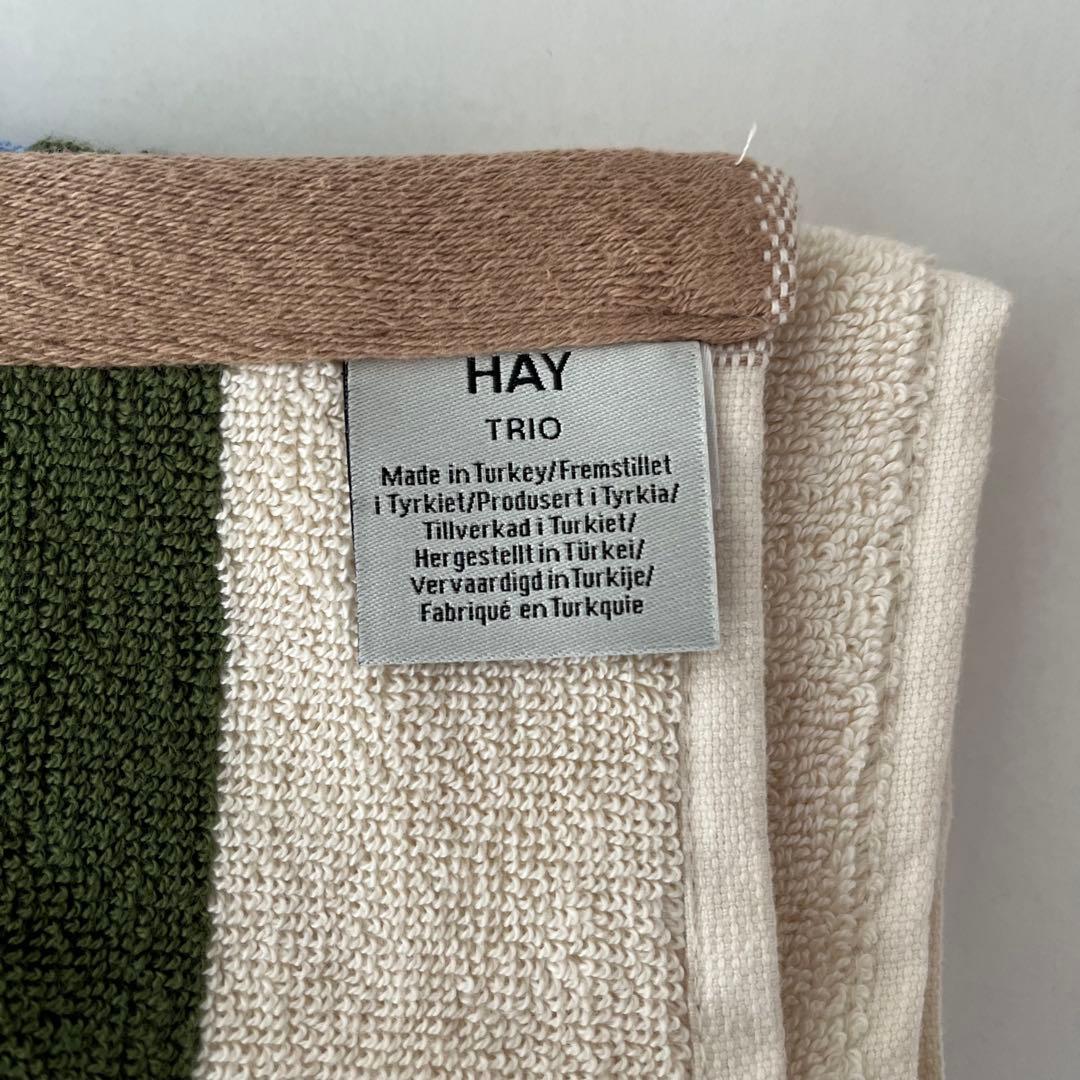 HAY
TRIO
Made in Turkey/Fremstillet
i Tyrkiet/Produsert i Tyrkia/
Tillverkad i Turkiet/
Hergestellt in Türkei/
Vervaardigd in Turkije/
Fabriqué en Turkquie